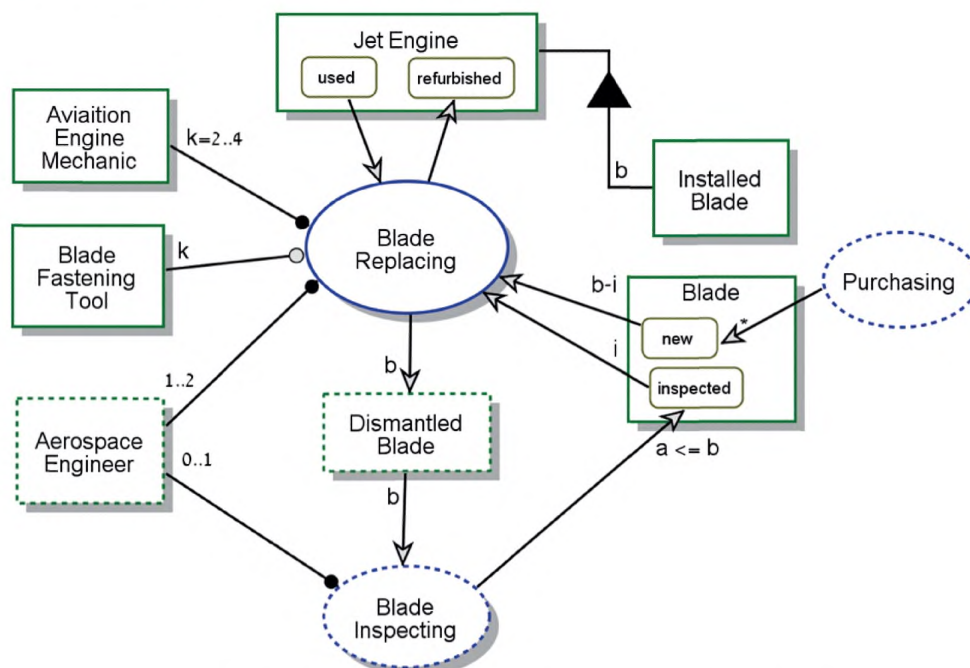 Jet Engine
used
refurbished
Aviaition
Engine
Mechanic
k=2..4
b
Installed
Blade
Blade
Fastening
Tool
k
Blade
Replacing
b-i
Blade
Purchasing
new
*
i
inspected
1..2
b
a <= b
Aerospace
Engineer
0..1
Dismantled
Blade
b
Blade
Inspecting